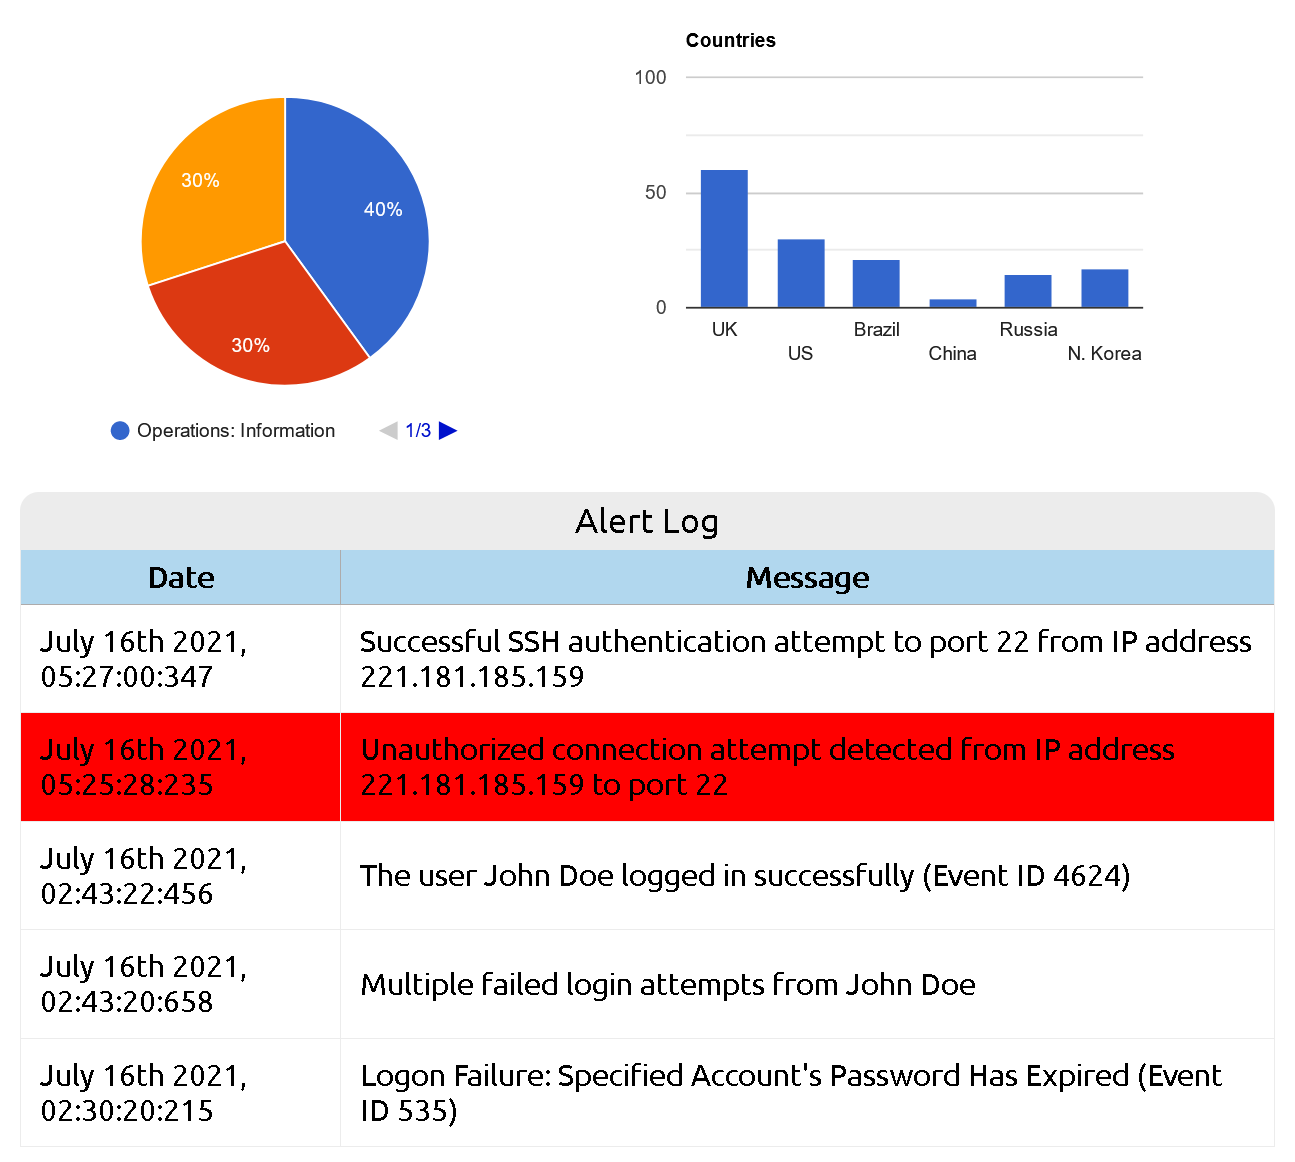 Countries
100
50
0
UK
Brazil
Russia
US
China
N. Korea
30%
40%
30%
Operations: Information
1/3
Alert Log
Date
Message
July 16th 2021,
05:27:00:347
Successful SSH authentication attempt to port 22 from IP address
221.181.185.159
July 16th 2021,
05:25:28:235
Unauthorized connection attempt detected from IP address
221.181.185.159 to port 22
July 16th 2021,
02:43:22:456
The user John Doe logged in successfully (Event ID 4624)
July 16th 2021,
02:43:20:658
Multiple failed login attempts from John Doe
July 16th 2021,
02:30:20:215
Logon Failure: Specified Account's Password Has Expired (Event
ID 535)